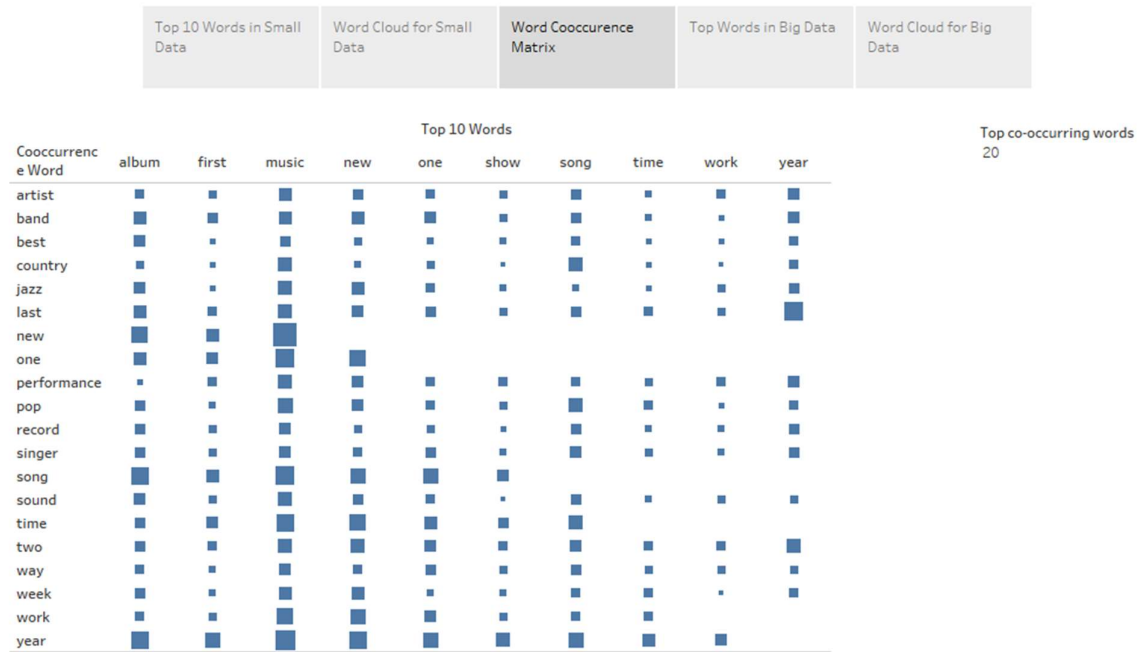 Top 10 Words in Small Data
Word Cloud for Small Data
Word Cooccurence Matrix
Top Words in Big Data
Word Cloud for Big Data
Top 10 Words
Top co-occurring words
20
Cooccurrenc
e Word
album first music new one show song time work year
artist
band
best
country
jazz
last
new
one
performance
pop
record
singer
song
sound
time
two
way
week
work
year